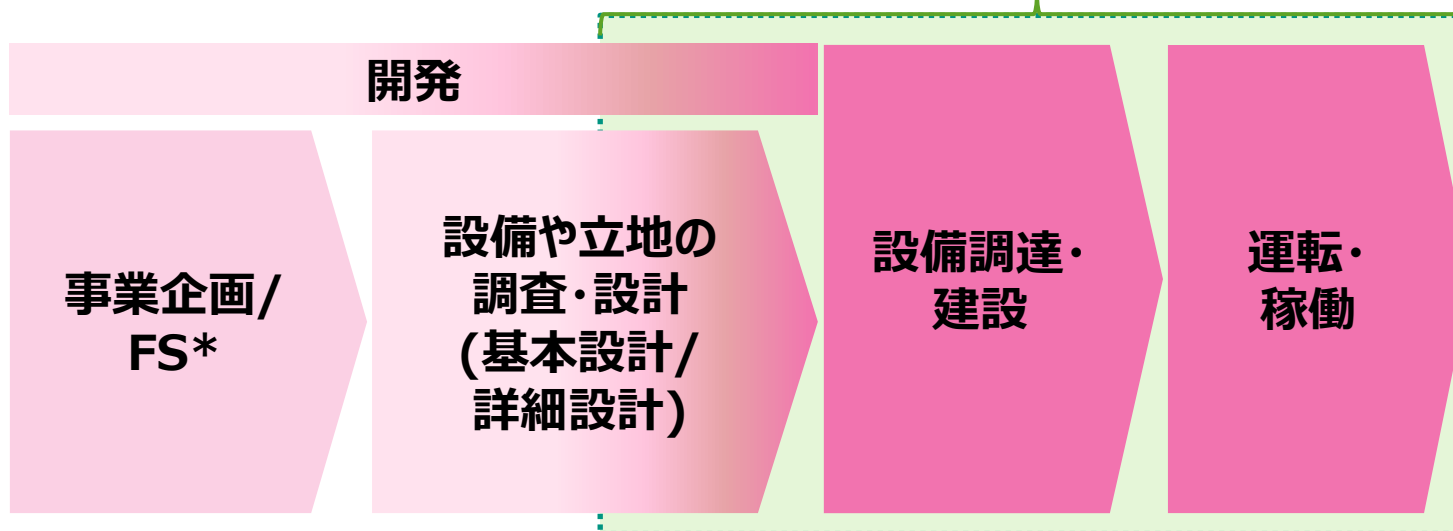 開発
事業企画/
FS*
設備や立地の
調査・設計
(基本設計/
詳細設計)
設備調達・
建設
運転・
稼働